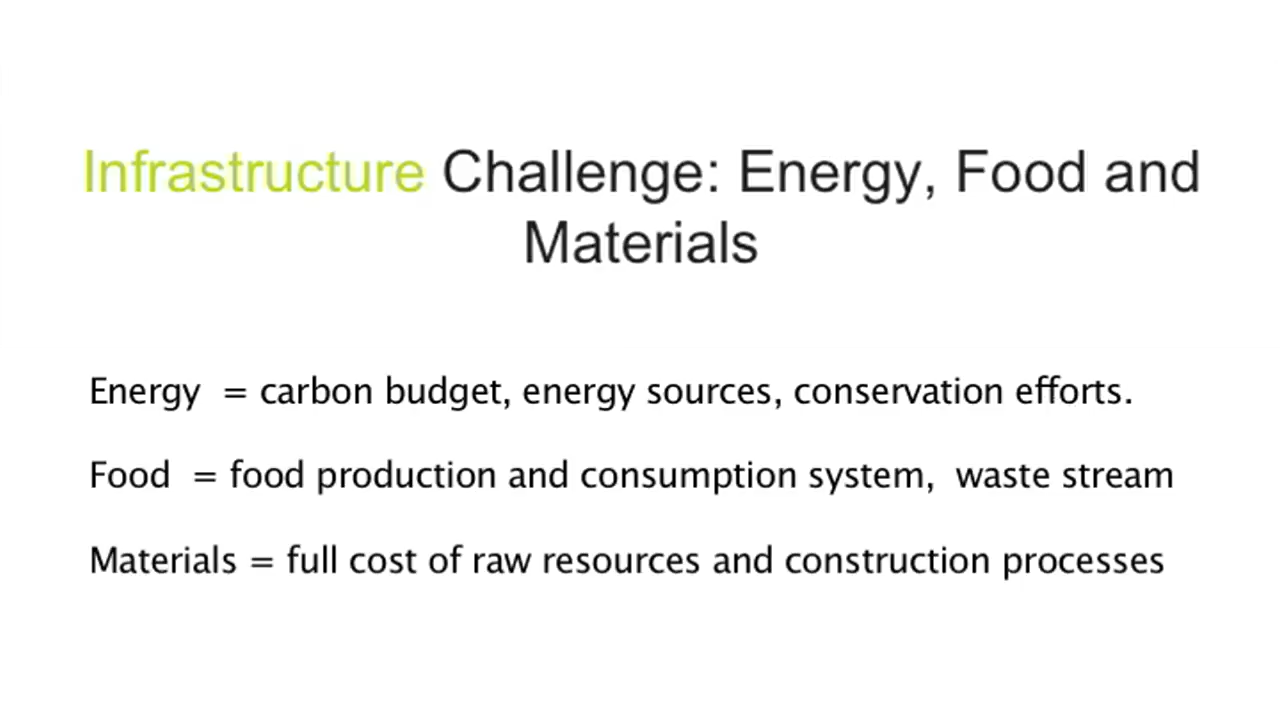 Infrastructure Challenge: Energy, Food and
Materials
Energy  = carbon budget, energy sources, conservation efforts.
Food  = food production and consumption system,  waste stream
Materials = full cost of raw resources and construction processes